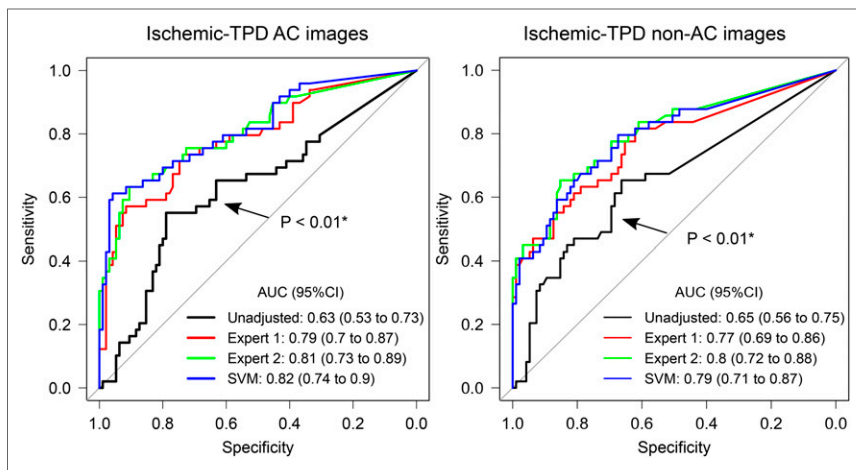 Ischemic-TPD AC images
1.0
0.8
0.6
0.4
0.2
0.0
Sensitivity
P < 0.01*
AUC (95%CI)
Unadjusted: 0.63 (0.53 to 0.73)
Expert 1: 0.79 (0.7 to 0.87)
Expert 2: 0.81 (0.73 to 0.89)
SVM: 0.82 (0.74 to 0.9)
1.0 0.8 0.6 0.4 0.2 0.0
Specificity
Ischemic-TPD non-AC images
1.0
0.8
0.6
0.4
0.2
0.0
Sensitivity
P < 0.01*
AUC (95%CI)
Unadjusted: 0.65 (0.56 to 0.75)
Expert 1: 0.77 (0.69 to 0.86)
Expert 2: 0.8 (0.72 to 0.88)
SVM: 0.79 (0.71 to 0.87)
1.0 0.8 0.6 0.4 0.2 0.0
Specificity